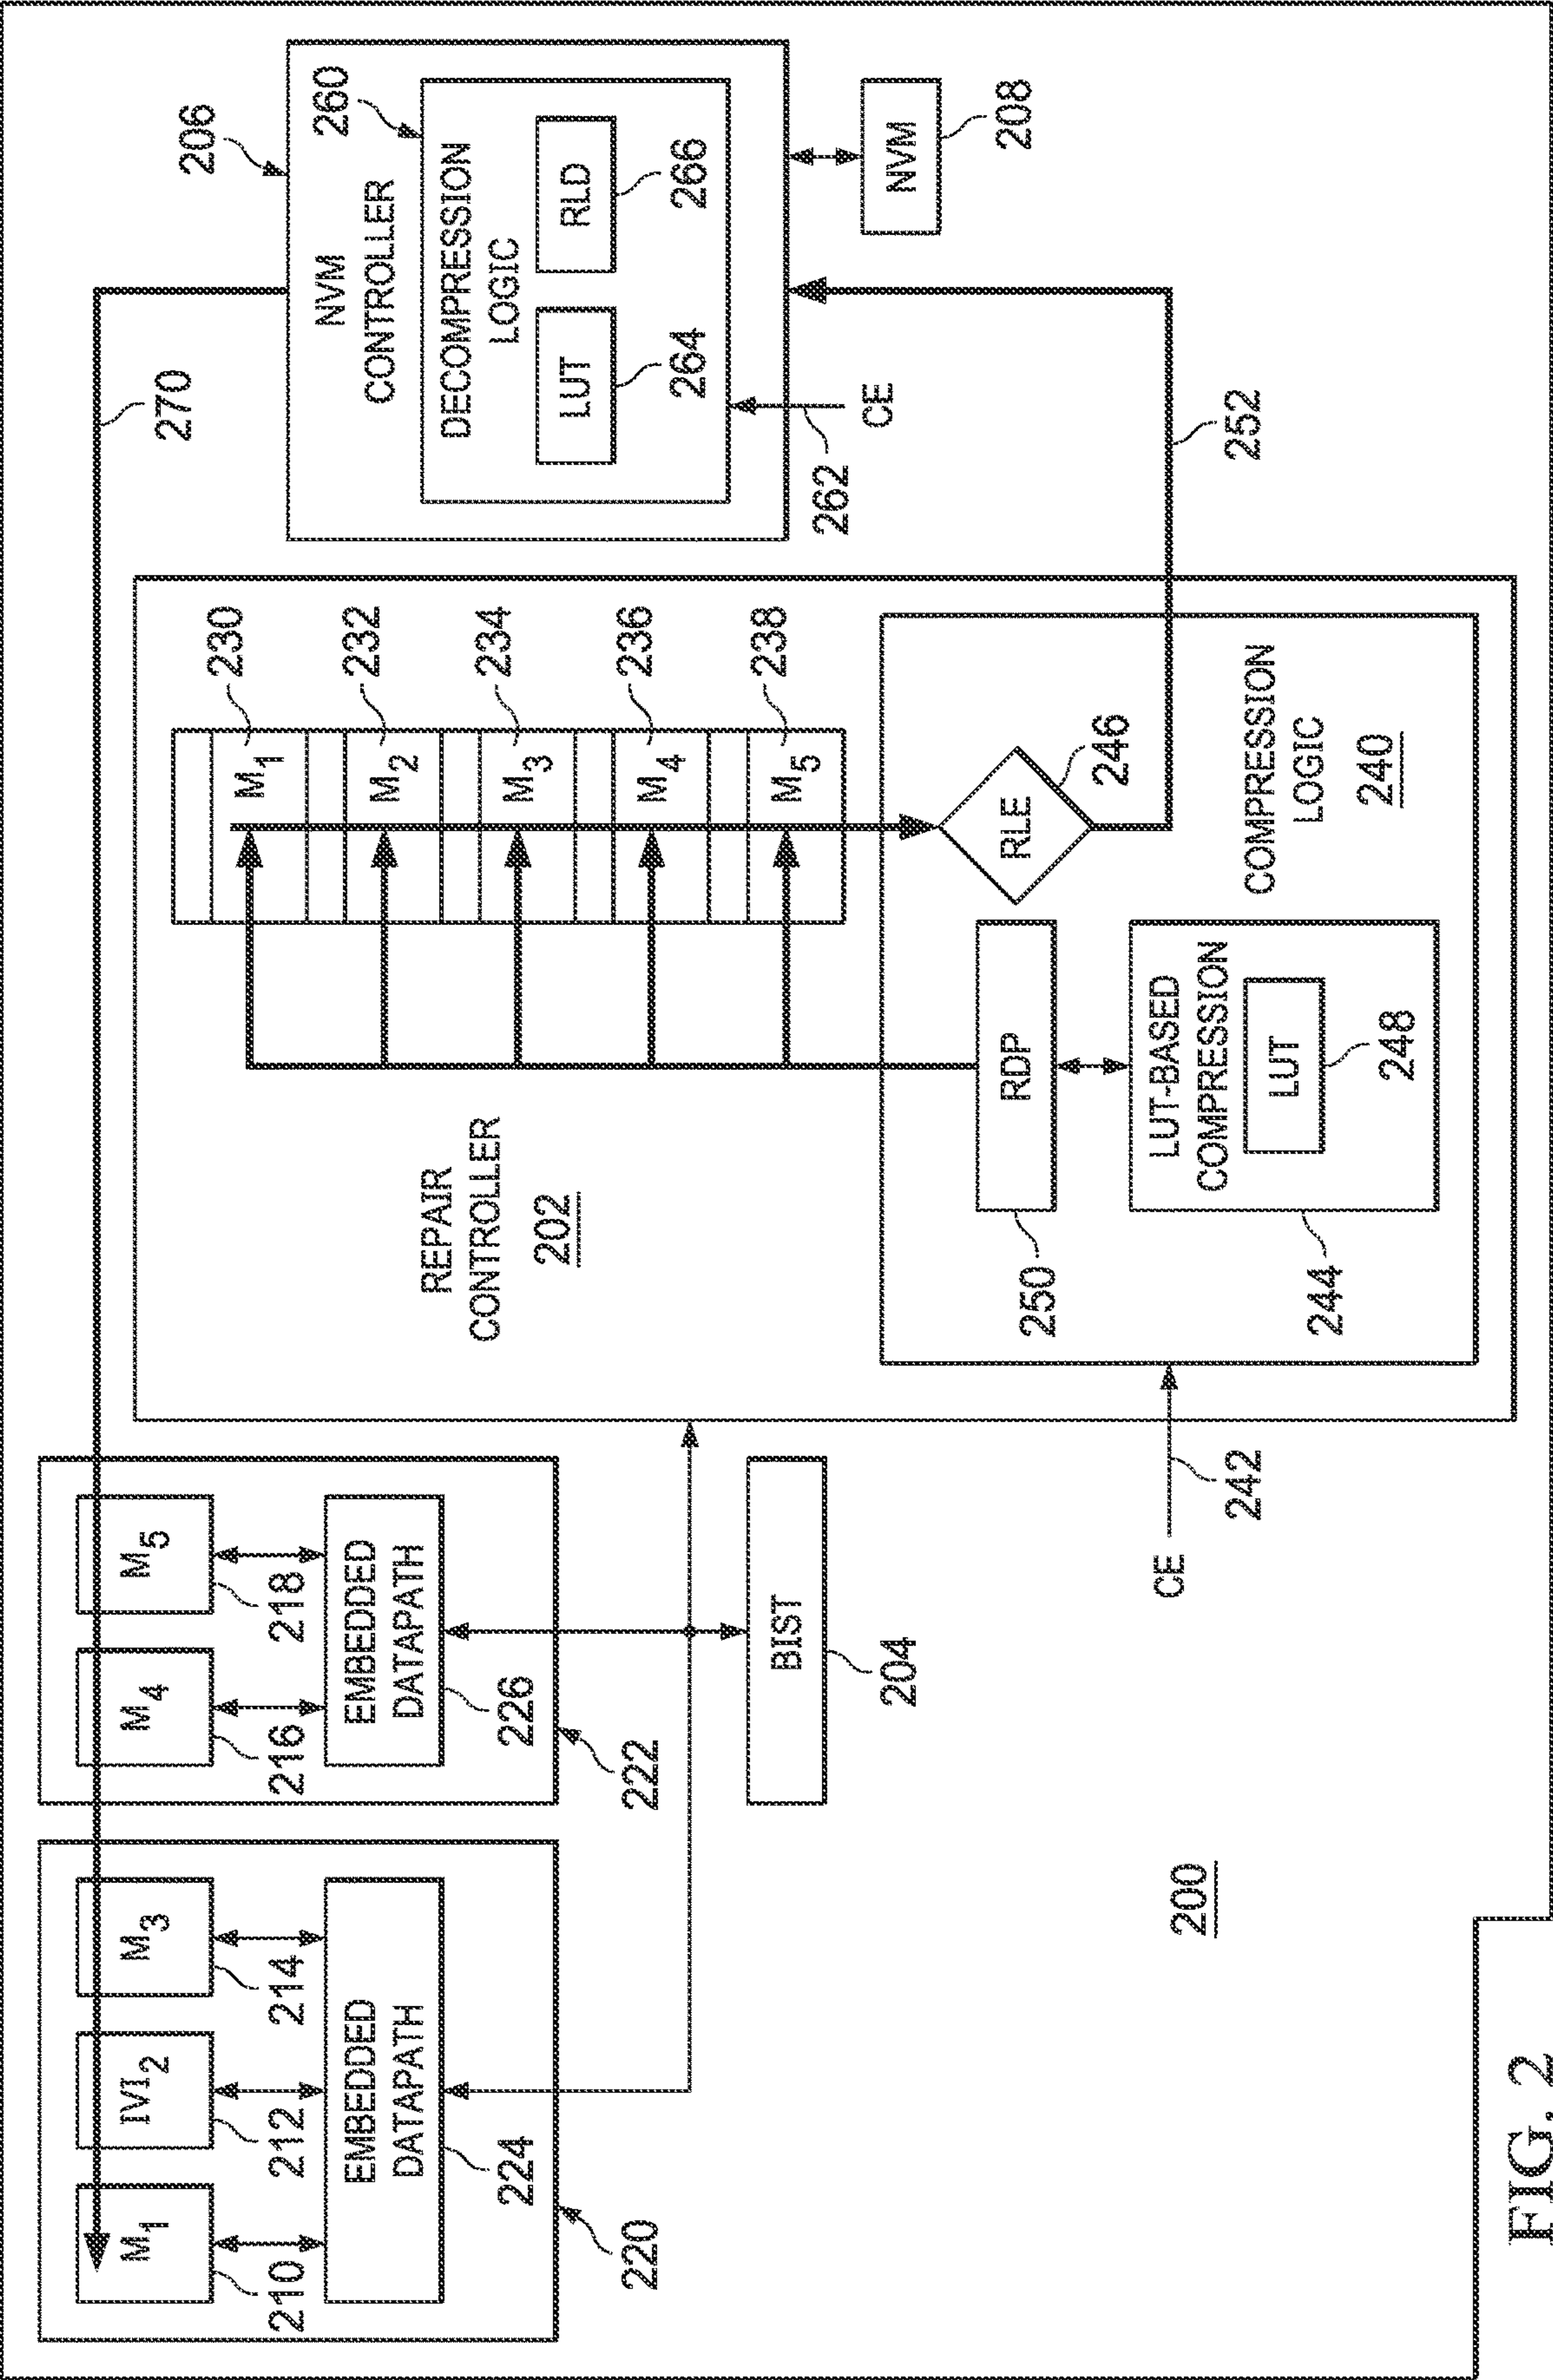 M1
M2
M3
210
212
214
EMBEDDED
DATAPATH
224
220
M4
M5
216
218
EMBEDDED
DATAPATH
226
222
BIST
204
270
REPAIR
CONTROLLER
202
M1
230
M2
232
M3
234
M4
236
M5
238
CE
242
RDP
250
LUT-BASED
COMPRESSION
LUT
248
244
RLE
246
COMPRESSION
LOGIC
240
252
206
NVM
CONTROLLER
260
DECOMPRESSION
LOGIC
LUT
RLD
264
266
262
CE
NVM
208
200
FIG. 2